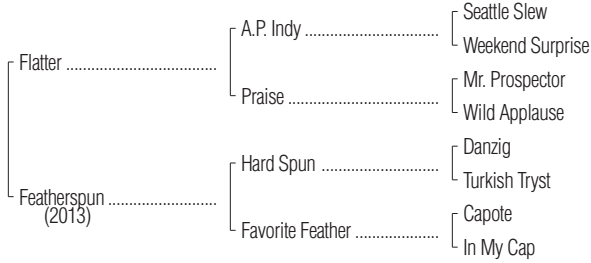 Seattle Slew
A.P. Indy ..............................
Weekend Surprise
Flatter ..................................
Mr. Prospector
Praise ..................................
Wild Applause
Danzig
Hard Spun ..........................
Turkish Tryst
Featherspun ........................
(2013)
Capote
Favorite Feather ...................
In My Cap